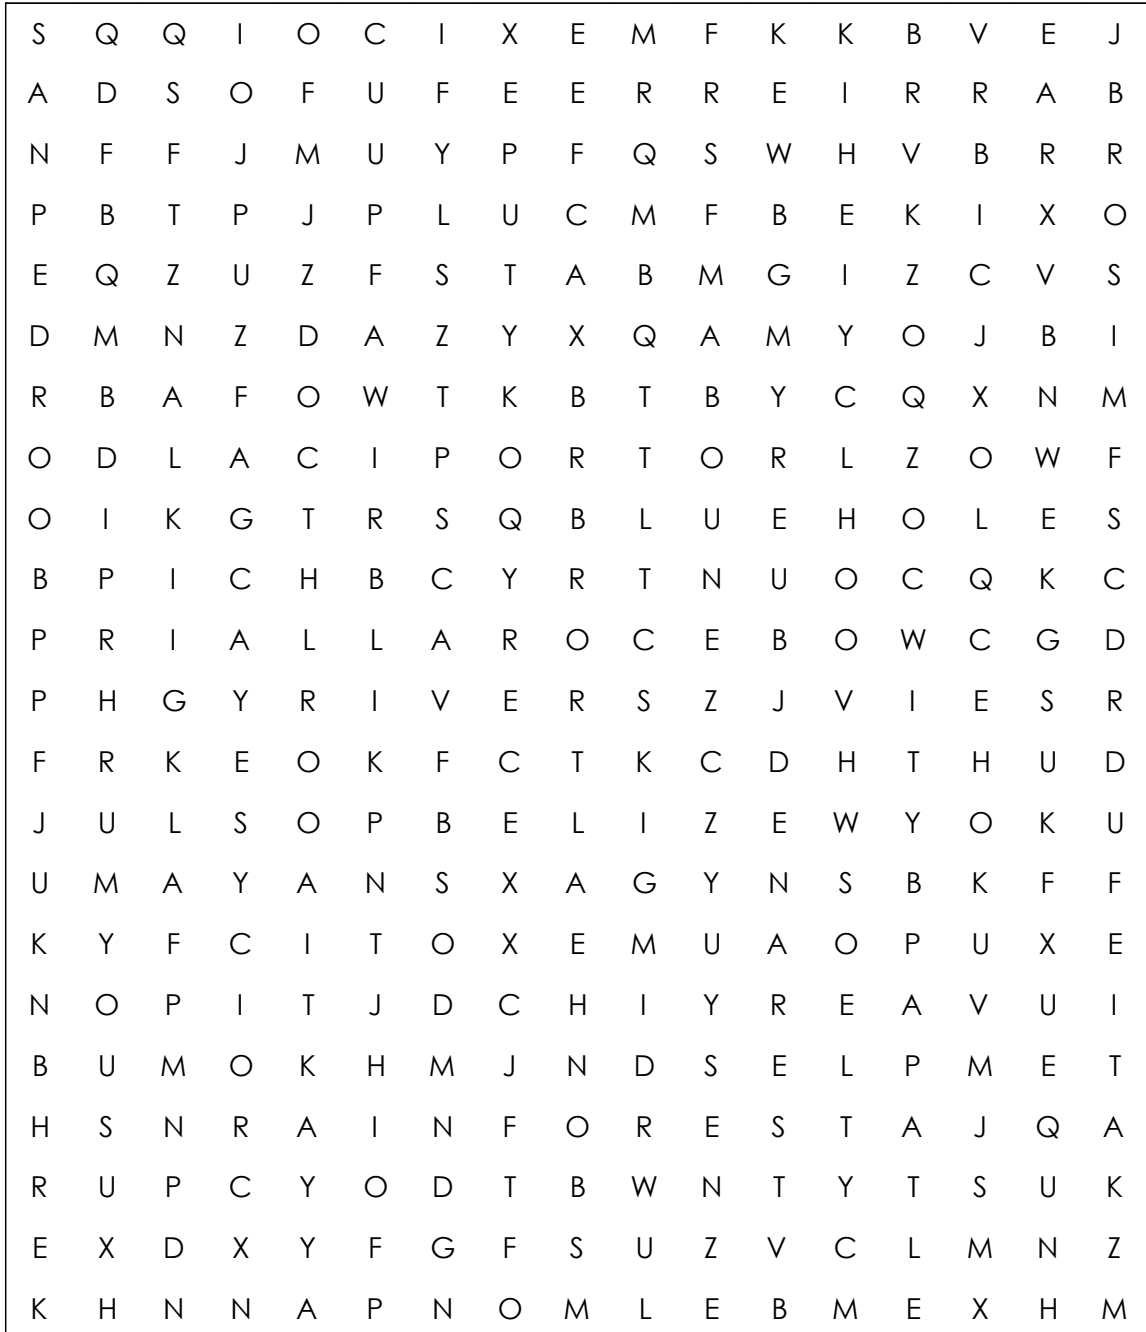 S Q Q I O C I X E M F K K B V E J
A D S O F U F E E R R E I R R A B
N F F J M U Y P F Q S W H V B R R
P B T P J P L U C M F B E K I X O
E Q Z U Z F S T A B M G I Z C V S
D M N Z D A Z Y X Q A M Y O J B I
R B A F O W T K B T B Y C Q X N M
O D L A C I P O R T O R L Z O W F
O I K G T R S Q B L U E H O L E S
B P I C H B C Y R T N U O C Q K C
P R I A L L A R O C E B O W C G D
P H G Y R I V E R S Z J V I E S R
F R K E O K F C T K C D H T H U D
J U L S O P B E L I Z E W Y O K U
U M A Y A N S X A G Y N S B K F F
K Y F C I T O X E M U A O P U X E
N O P I T J D C H I Y R E A V U I
B U M O K H M J N D S E L P M E T
H S N R A I N F O R E S T A J Q A
R U P C Y O D T B W N T Y T S U K
E X D X Y F G F S U Z V C L M N Z
K H N N A P N O M L E B M E X H M